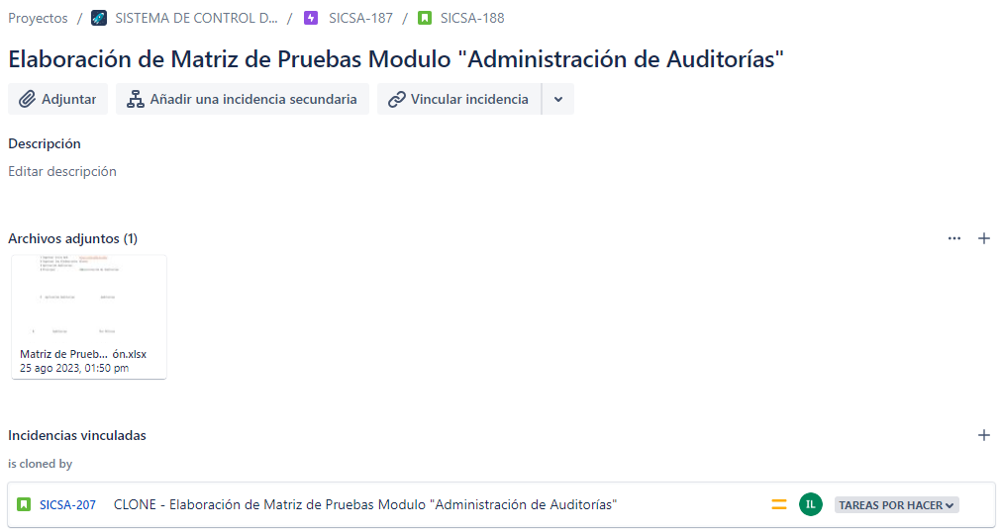 Proyectos / SISTEMA DE CONTROL D... / SICSA-187 / SICSA-188
Elaboración de Matriz de Pruebas Modulo "Administración de Auditorías"
Adjuntar Añadir una incidencia secundaria Vincular incidencia
Descripción
Editar descripción
Archivos adjuntos (1)
Matriz de Prueb... ón.xlsx
25 ago 2023, 01:50 pm
Incidencias vinculadas
is cloned by
SICSA-207 CLONE - Elaboración de Matriz de Pruebas Modulo "Administración de Auditorías" IL TAREAS POR HACER